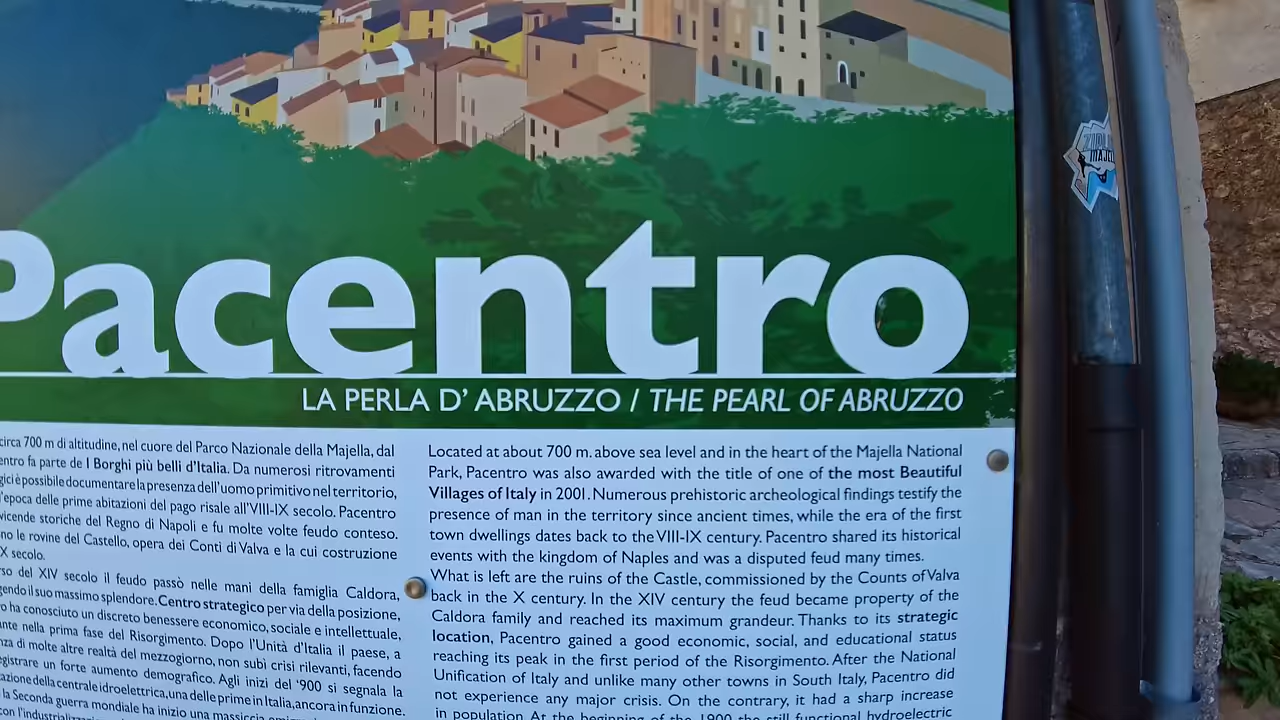 Pacentro
LA PERLA D'ABRUZZO / THE PEARL OF ABRUZZO
circa 700 m di altitudine, nel cuore del Parco Nazionale della Majella, dal
fa parte de I Borghi più belli d'Italia. Da numerosi ritrovamenti
è possibile documentare la presenza dell'uomo primitivo nel territorio,
l'epoca delle prime abitazioni del pago risale all'VIII-IX secolo. Pacentro
vicende storiche del Regno di Napoli e fu molte volte feudo conteso.
le rovine del Castello, opera dei Conti di Valva e la cui costruzione
X secolo.
del XIV secolo il feudo passò nelle mani della famiglia Caldora,
il suo massimo splendore. Centro strategico per via della posizione,
ha conosciuto un discreto benessere economico, sociale e intellettuale,
nella prima fase del Risorgimento. Dopo l'Unità d'Italia il paese, a
di molte altre realtà del mezzogiorno, non subì crisi rilevanti, facendo
un forte aumento demografico. Agli inizi del '900 si segnala la
della centrale idroelettrica, una delle prime in Italia, ancora in funzione.
la Seconda guerra mondiale ha inizio una massiccia
Located at about 700 m. above sea level and in the heart of the Majella National
Park, Pacentro was also awarded with the title of one of the most Beautiful
Villages of Italy in 2001. Numerous prehistoric archeological findings testify the
presence of man in the territory since ancient times, while the era of the first
town dwellings dates back to the VIII-IX century. Pacentro shared its historical
events with the kingdom of Naples and was a disputed feud many times.
What is left are the ruins of the Castle, commissioned by the Counts of Valva
back in the X century. In the XIV century the feud became property of the
Caldora family and reached its maximum grandeur. Thanks to its strategic
location, Pacentro gained a good economic, social, and educational status
reaching its peak in the first period of the Risorgimento. After the National
Unification of Italy and unlike many other towns in South Italy, Pacentro did
not experience any major crisis. On the contrary, it had a sharp increase
in population. At the beginning of the 1900 the still functional hydroelectric